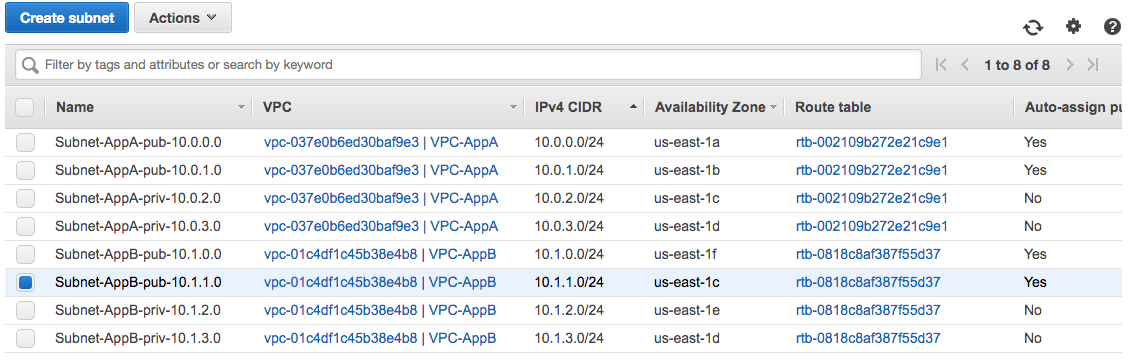 Create subnet Actions
Filter by tags and attributes or search by keyword 1 to 8 of 8
Name VPC IPv4 CIDR Availability Zone Route table Auto-assign pu
Subnet-AppA-pub-10.0.0.0 vpc-037e0b6ed30baf9e3 | VPC-AppA 10.0.0.0/24 us-east-1a rtb-002109b272e21c9e1 Yes
Subnet-AppA-pub-10.0.1.0 vpc-037e0b6ed30baf9e3 | VPC-AppA 10.0.1.0/24 us-east-1b rtb-002109b272e21c9e1 Yes
Subnet-AppA-priv-10.0.2.0 vpc-037e0b6ed30baf9e3 | VPC-AppA 10.0.2.0/24 us-east-1c rtb-002109b272e21c9e1 No
Subnet-AppA-priv-10.0.3.0 vpc-037e0b6ed30baf9e3 | VPC-AppA 10.0.3.0/24 us-east-1d rtb-002109b272e21c9e1 No
Subnet-AppB-pub-10.1.0.0 vpc-01c4df1c45b38e4b8 | VPC-AppB 10.1.0.0/24 us-east-1f rtb-0818c8af387f55d37 Yes
Subnet-AppB-pub-10.1.1.0 vpc-01c4df1c45b38e4b8 | VPC-AppB 10.1.1.0/24 us-east-1c rtb-0818c8af387f55d37 Yes
Subnet-AppB-priv-10.1.2.0 vpc-01c4df1c45b38e4b8 | VPC-AppB 10.1.2.0/24 us-east-1e rtb-0818c8af387f55d37 No
Subnet-AppB-priv-10.1.3.0 vpc-01c4df1c45b38e4b8 | VPC-AppB 10.1.3.0/24 us-east-1d rtb-0818c8af387f55d37 No